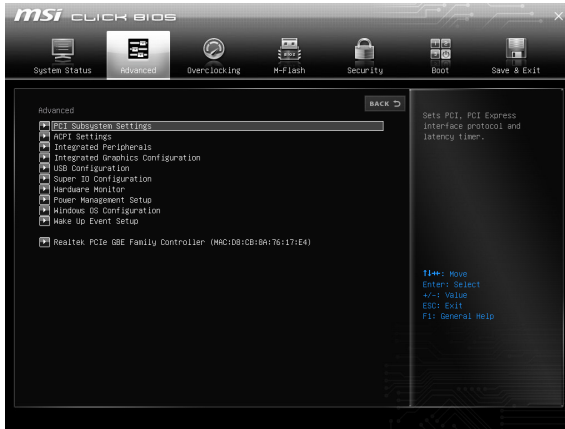 msi CLICK BIOS
System Status
Advanced
Overclocking
M-Flash
Security
Boot
Save & Exit
BACK
Advanced
PCI Subsystem Settings
ACPI Settings
Integrated Peripherals
Integrated Graphics Configuration
USB Configuration
Super IO Configuration
Hardware Monitor
Power Management Setup
Windows OS Configuration
Wake Up Event Setup
Realtek PCIe GBE Family Controller (MAC:D8:CB:8A:76:17:E4)
Sets PCI, PCI Express
interface protocol and
latency timer.
↑↓→←: Move
Enter: Select
+/-: Value
ESC: Exit
F1: General Help